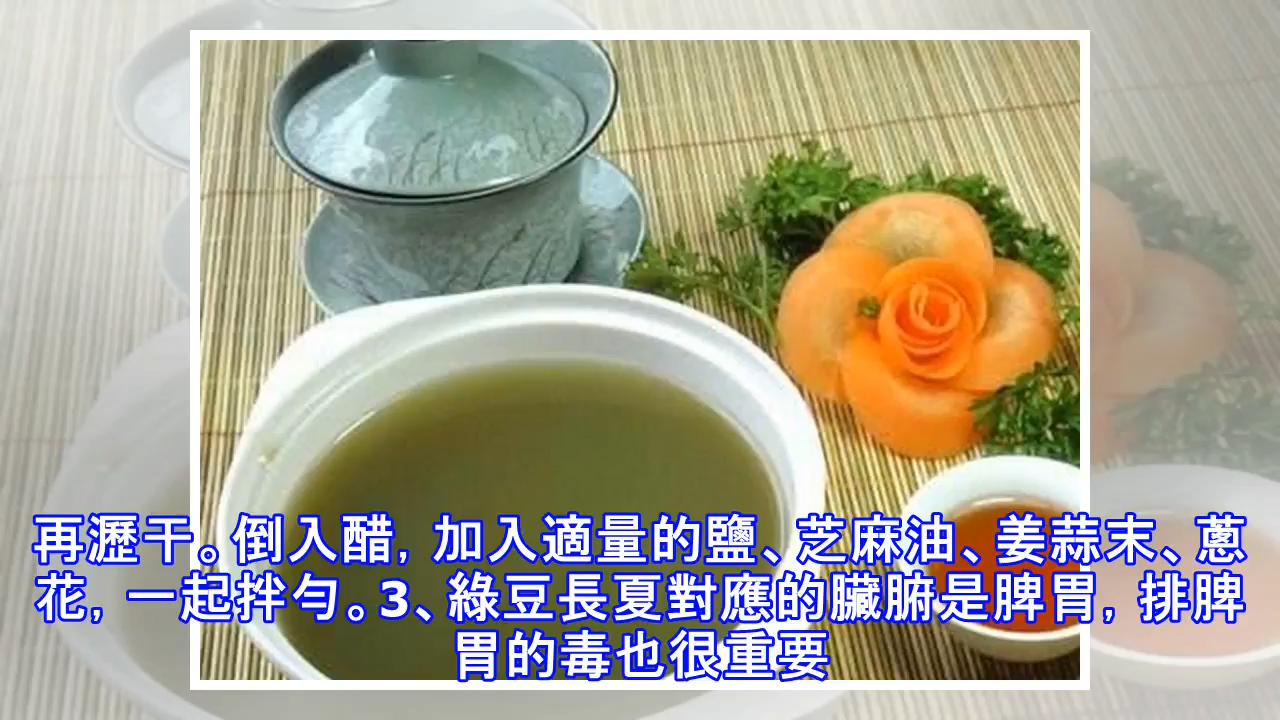 再瀝干。倒入醋,加入適量的鹽、芝麻油、姜蒜末、蔥
花,一起拌勻。3、綠豆長夏對應的臟腑是脾胃,排脾
胃的毒也很重要